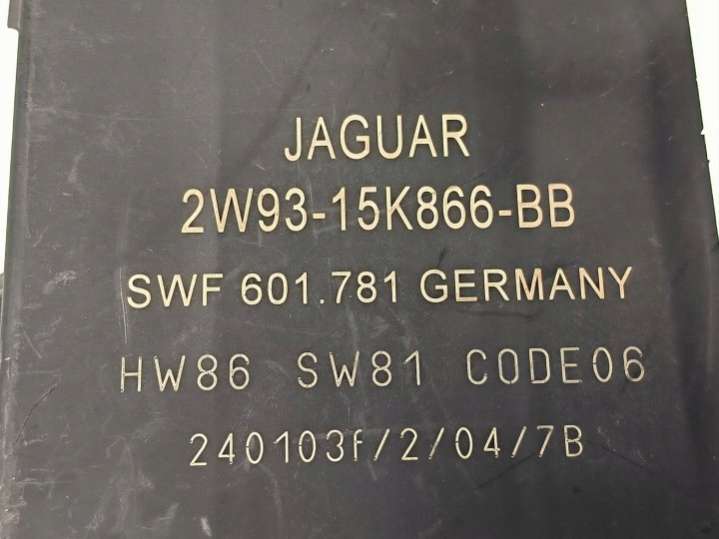 JAGUAR
2W93-15K866-BB
SWF 601.781 GERMANY
HW86 SW81 CODE06
240103f/2/04/7B